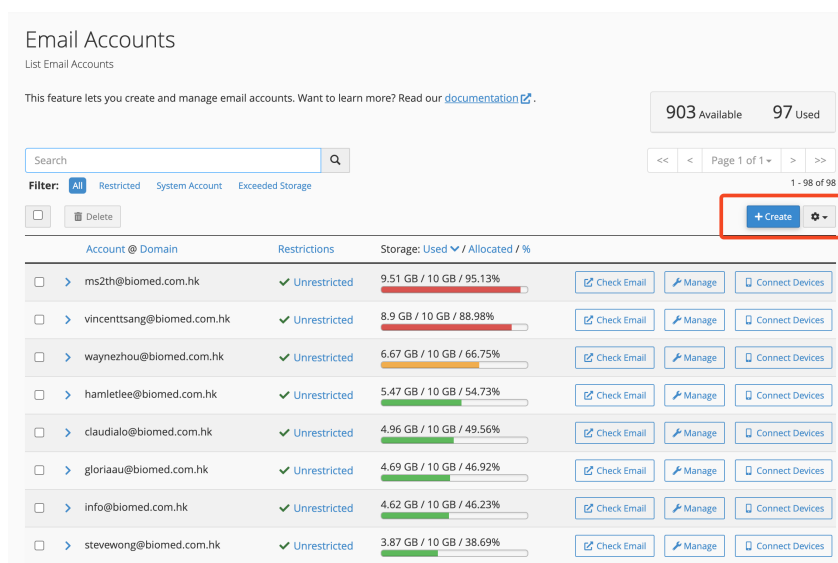 Email Accounts
List Email Accounts
This feature lets you create and manage email accounts. Want to learn more? Read our documentation .
903 Available 97 Used
Search
<< < Page 1 of 1 > >>
Filter: All Restricted System Account Exceeded Storage
1 - 98 of 98
Delete
+ Create
Account @ Domain Restrictions Storage: Used / Allocated / %
ms2th@biomed.com.hk Unrestricted 9.51 GB / 10 GB / 95.13% Check Email Manage Connect Devices
vincenttsang@biomed.com.hk Unrestricted 8.9 GB / 10 GB / 88.98% Check Email Manage Connect Devices
waynezhou@biomed.com.hk Unrestricted 6.67 GB / 10 GB / 66.75% Check Email Manage Connect Devices
hamletlee@biomed.com.hk Unrestricted 5.47 GB / 10 GB / 54.73% Check Email Manage Connect Devices
claudialo@biomed.com.hk Unrestricted 4.96 GB / 10 GB / 49.56% Check Email Manage Connect Devices
gloriaau@biomed.com.hk Unrestricted 4.69 GB / 10 GB / 46.92% Check Email Manage Connect Devices
info@biomed.com.hk Unrestricted 4.62 GB / 10 GB / 46.23% Check Email Manage Connect Devices
stevewong@biomed.com.hk Unrestricted 3.87 GB / 10 GB / 38.69% Check Email Manage Connect Devices